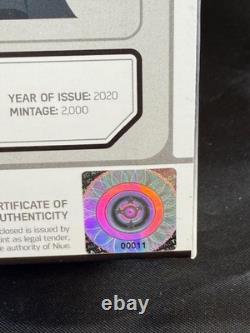 YEAR OF ISSUE: 2020
MINTAGE: 2,000
CERTIFICATE OF
AUTHENTICITY
closed is issued by
int as legal tender,
e authority of Niue.
00011